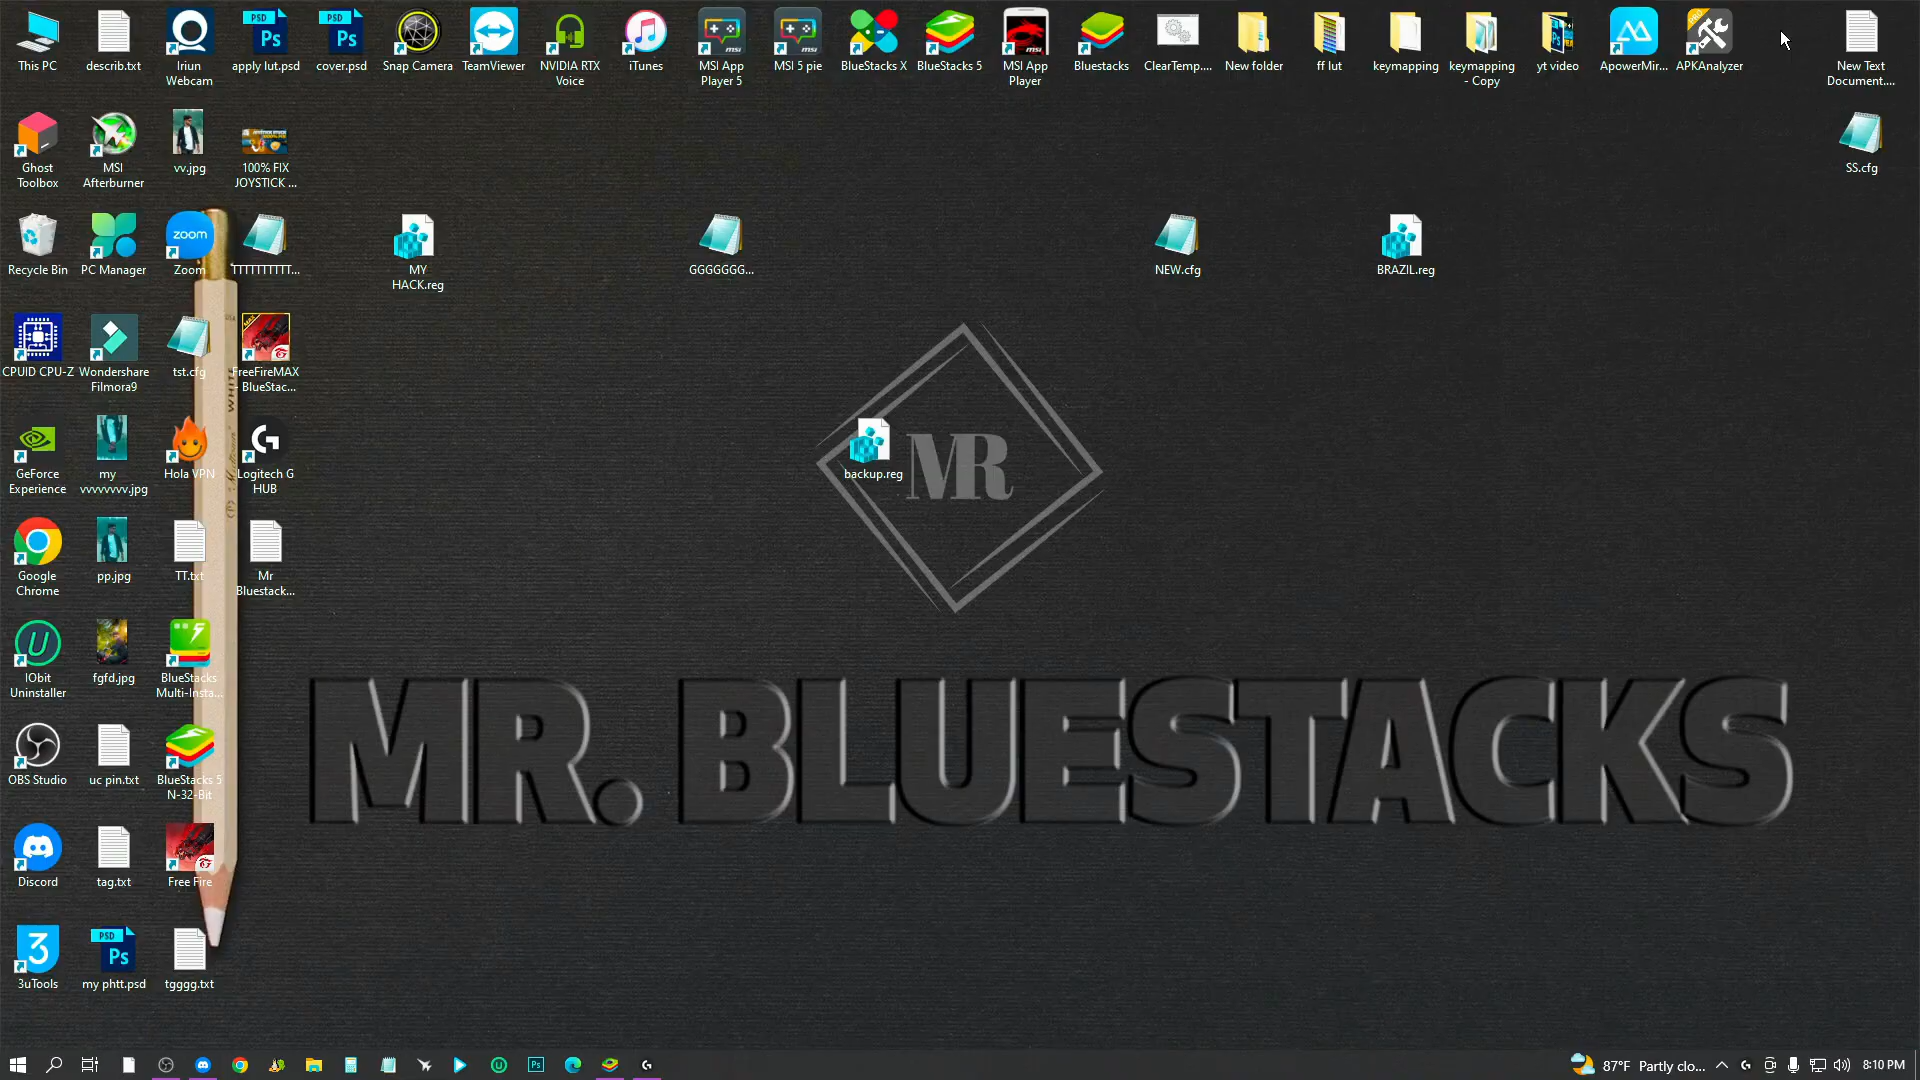 This PC
describ.txt
Iriun
Webcam
apply lut.psd
cover.psd
Snap Camera
TeamViewer
NVIDIA RTX
Voice
iTunes
MSI App
Player 5
MSI 5 pie
BlueStacks X
BlueStacks 5
MSI App
Player
Bluestacks
ClearTemp....
New folder
ff lut
keymapping
keymapping
- Copy
yt video
ApowerMir...
APKAnalyzer
New Text
Document....
Ghost
Toolbox
MSI
Afterburner
vv.jpg
100% FIX
JOYSTICK ...
SS.cfg
Recycle Bin
PC Manager
zoom
Zoom
TTTTTTTTTT...
MY
HACK.reg
GGGGGGG...
NEW.cfg
BRAZIL.reg
CPUID CPU-Z
Wondershare
Filmora9
tst.cfg
FreeFireMAX
- BlueStac...
GeForce
Experience
my
vvvvvvvv.jpg
Hola VPN
Logitech G
HUB
backup.reg
MR
Google
Chrome
pp.jpg
TT.txt
Mr
Bluestack...
IObit
Uninstaller
fgfd.jpg
BlueStacks
Multi-Insta...
MR. BLUESTACKS
OBS Studio
uc pin.txt
BlueStacks 5
N-32-Bit
Discord
tag.txt
Free Fire
3uTools
my phtt.psd
tgggg.txt
87°F Partly clo...
8:10 PM